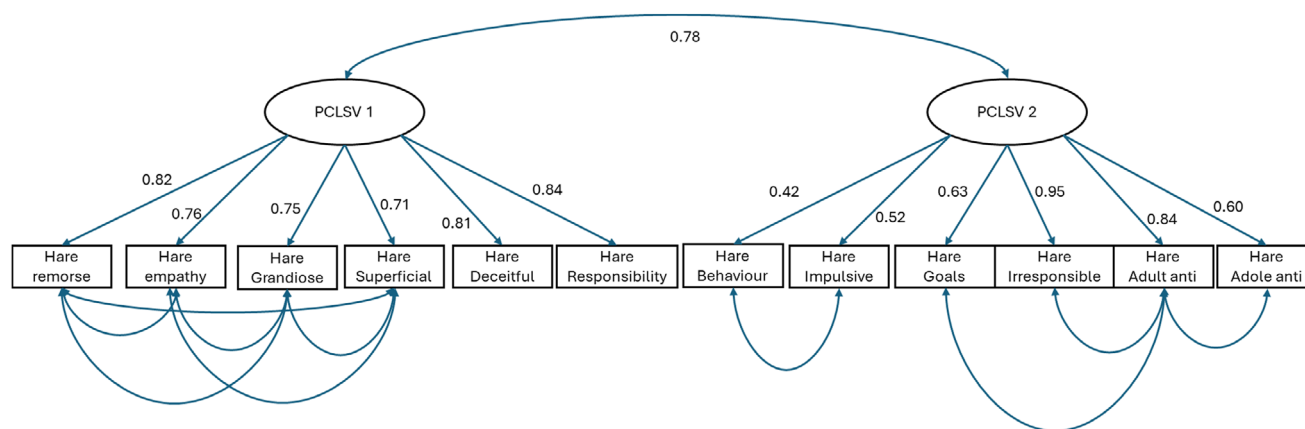 0.78
PCLSV 1
PCLSV 2
0.82
0.76
0.75
0.71
0.81
0.84
0.42
0.52
0.63
0.95
0.84
0.60
Hare
remorse
Hare
empathy
Hare
Grandiose
Hare
Superficial
Hare
Deceitful
Hare
Responsibility
Hare
Behaviour
Hare
Impulsive
Hare
Goals
Hare
Irresponsible
Hare
Adult anti
Hare
Adole anti